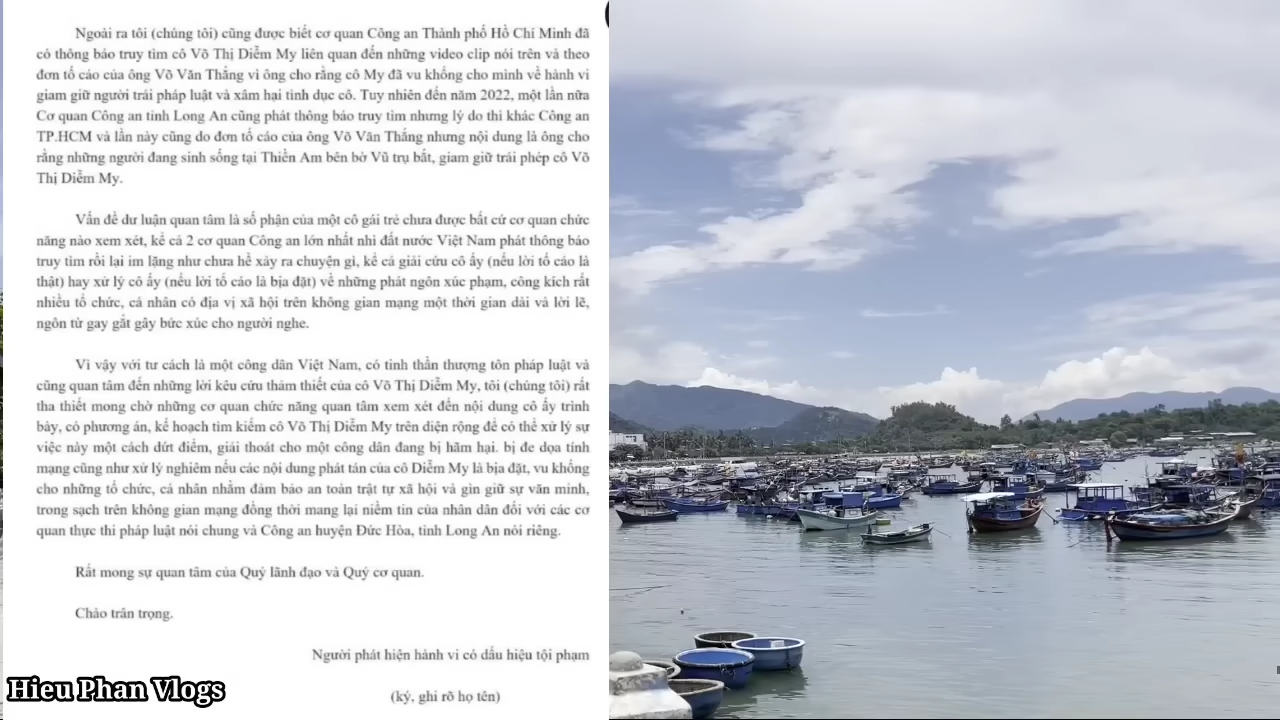 Ngoài ra tôi (chúng tôi) cũng được biết cơ quan Công an Thành phố Hồ Chí Minh đã
có thông báo truy tìm cô Võ Thị Diễm My liên quan đến những video clip nói trên và theo
đơn tố cáo của ông Võ Văn Thắng vì ông cho rằng cô My đã vu khống cho mình về hành vi
giam giữ người trái pháp luật và xâm hại tình dục cô. Tuy nhiên đến năm 2022, một lần nữa
Cơ quan Công an tỉnh Long An cũng phát thông báo truy tìm nhưng lý do thì khác Công an
TP.HCM và lần này cũng do đơn tố cáo của ông Võ Văn Thắng nhưng nội dung là ông cho
rằng những người đang sinh sống tại Thiền Am bên bờ Vũ trụ bắt, giam giữ trái phép cô Võ
Thị Diễm My.
Vấn đề dư luận quan tâm là số phận của một cô gái trẻ chưa được bất cứ cơ quan chức
năng nào xem xét, kể cả 2 cơ quan Công an lớn nhất nhì đất nước Việt Nam phát thông báo
truy tìm rồi lại im lặng như chưa hề xảy ra chuyện gì, kể cả giải cứu cô ấy (nếu lời tố cáo là
thật) hay xử lý cô ấy (nếu lời tố cáo là bịa đặt) về những phát ngôn xúc phạm, công kích rất
nhiều tổ chức, cá nhân có địa vị xã hội trên không gian mạng một thời gian dài và lời lẽ,
ngôn từ gay gắt gây bức xúc cho người nghe.
Vì vậy với tư cách là một công dân Việt Nam, có tinh thần thượng tôn pháp luật và
cũng quan tâm đến những lời kêu cứu thảm thiết của cô Võ Thị Diễm My, tôi (chúng tôi) rất
tha thiết mong chờ những cơ quan chức năng quan tâm xem xét đến nội dung cô ấy trình
bày, có phương án, kế hoạch tìm kiếm cô Võ Thị Diễm My trên diện rộng để có thể xử lý sự
việc này một cách dứt điểm, giải thoát cho một công dân đang bị hãm hại. bị đe dọa tính
mạng cũng như xử lý nghiêm nếu các nội dung phát tán của cô Diễm My là bịa đặt, vu khống
cho những tổ chức, cá nhân nhằm đảm bảo an toàn trật tự xã hội và gìn giữ sự văn minh,
trong sạch trên không gian mạng đồng thời mang lại niềm tin của nhân dân đối với các cơ
quan thực thi pháp luật nói chung và Công an huyện Đức Hòa, tỉnh Long An nói riêng.
Rất mong sự quan tâm của Quý lãnh đạo và Quý cơ quan.
Chào trân trọng.
Người phát hiện hành vi có dấu hiệu tội phạm
(ký, ghi rõ họ tên)
Hieu Phan Vlogs